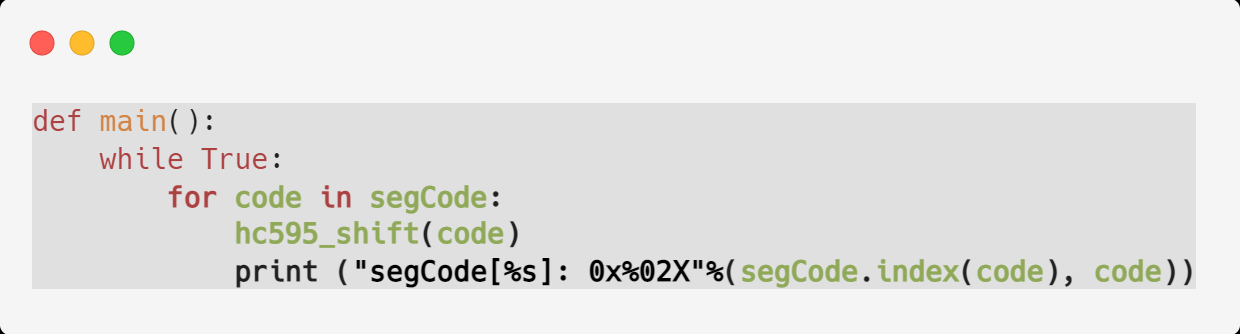 def main():
    while True:
        for code in segCode:
            hc595_shift(code)
            print ("segCode[%s]: 0x%02X"%(segCode.index(code), code))